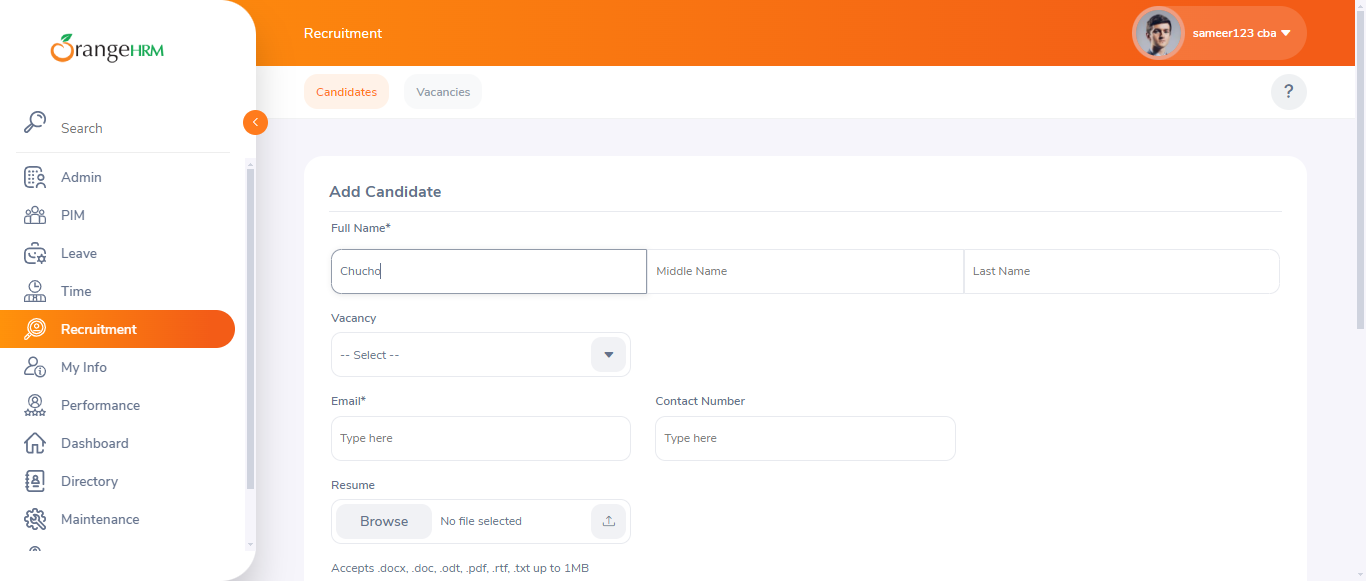 OrangeHRM
Recruitment
sameer123 cba
Candidates
Vacancies
?
Search
Admin
PIM
Leave
Time
Recruitment
My Info
Performance
Dashboard
Directory
Maintenance
Add Candidate
Full Name*
Chucho
Middle Name
Last Name
Vacancy
-- Select --
Email*
Contact Number
Type here
Type here
Resume
Browse
No file selected
Accepts .docx, .doc, .odt, .pdf, .rtf, .txt up to 1MB